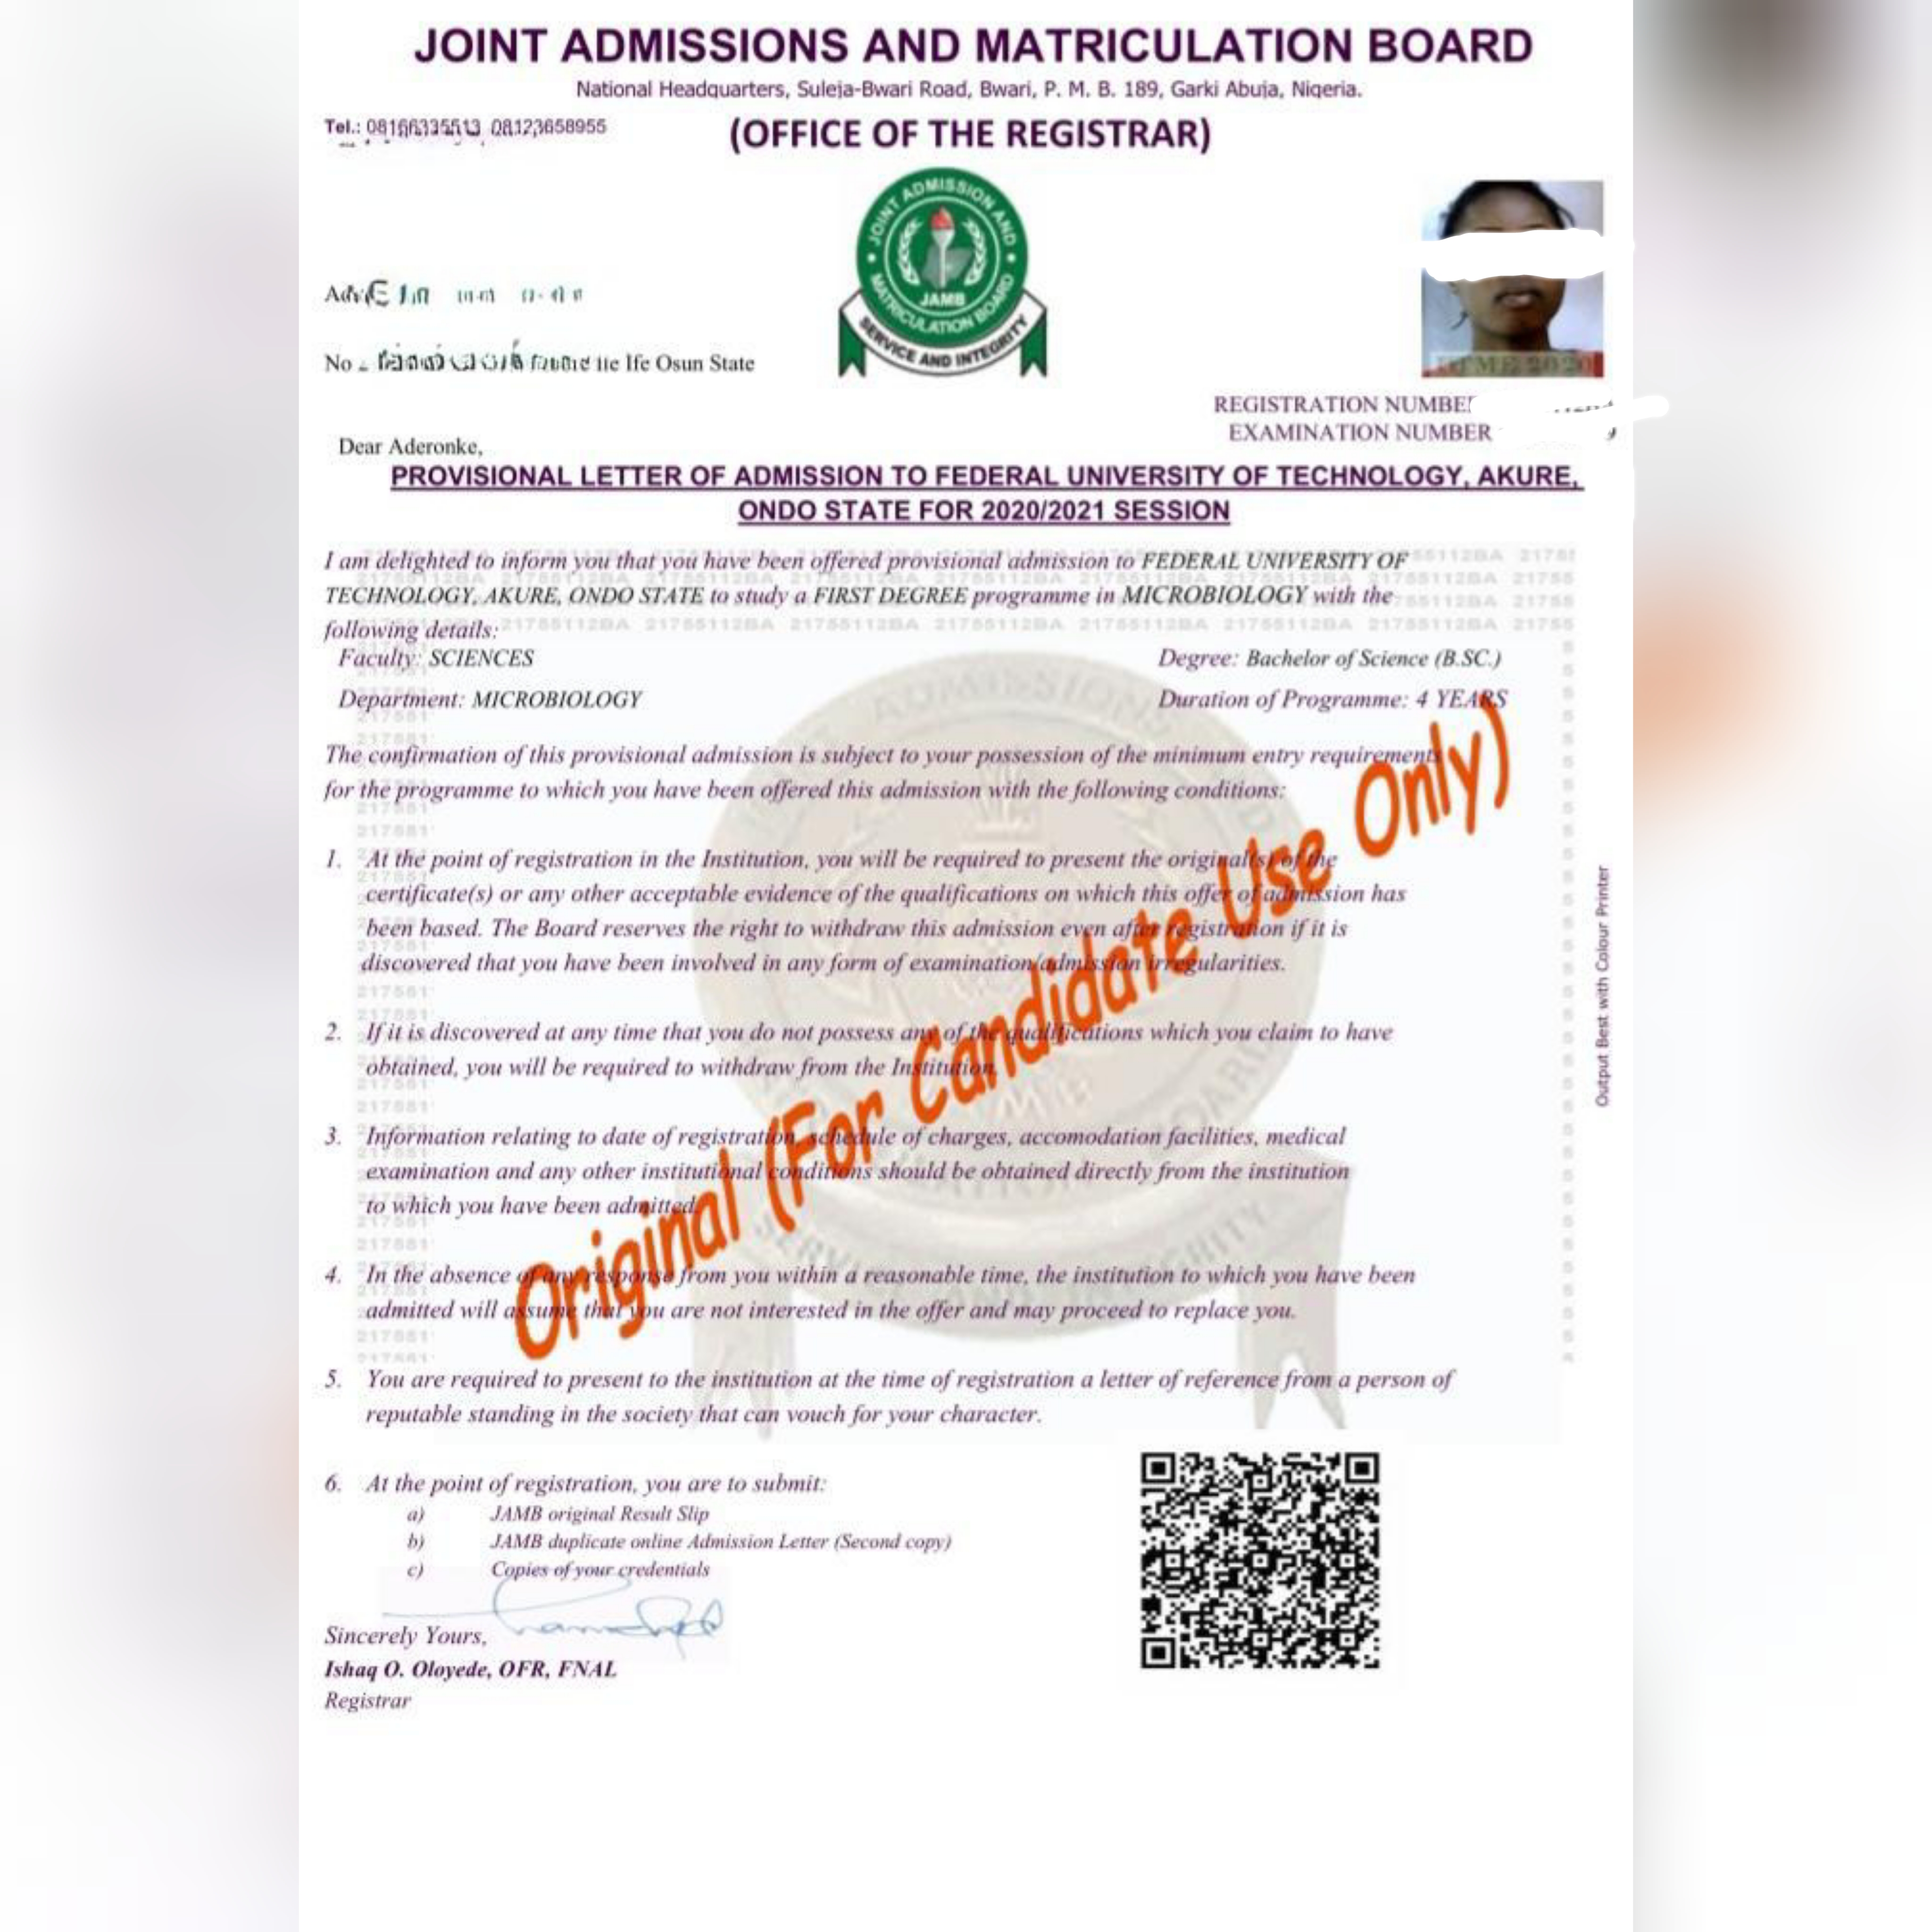 JOINT ADMISSIONS AND MATRICULATION BOARD
National Headquarters, Suleja-Bwari Road, Bwari, P. M. B. 189, Garki Abuja, Nigeria.
Tel.: 08123658955
(OFFICE OF THE REGISTRAR)
JOINT ADMISSION AND
MATRICULATION BOARD
JAMB
SERVICE AND INTEGRITY
UTME 2020
No Ife Osun State
REGISTRATION NUMBER
EXAMINATION NUMBER
Dear Aderonke,
PROVISIONAL LETTER OF ADMISSION TO FEDERAL UNIVERSITY OF TECHNOLOGY, AKURE,
ONDO STATE FOR 2020/2021 SESSION
I am delighted to inform you that you have been offered provisional admission to FEDERAL UNIVERSITY OF
TECHNOLOGY, AKURE, ONDO STATE to study a FIRST DEGREE programme in MICROBIOLOGY with the
following details:
Faculty: SCIENCES
Degree: Bachelor of Science (B.SC.)
Department: MICROBIOLOGY
Duration of Programme: 4 YEARS
The confirmation of this provisional admission is subject to your possession of the minimum entry requirements
for the programme to which you have been offered this admission with the following conditions:
1. At the point of registration in the Institution, you will be required to present the original(s) of the
certificate(s) or any other acceptable evidence of the qualifications on which this offer of admission has
been based. The Board reserves the right to withdraw this admission even after registration if it is
discovered that you have been involved in any form of examination/admission irregularities.
2. If it is discovered at any time that you do not possess any of the qualifications which you claim to have
obtained, you will be required to withdraw from the Institution.
3. Information relating to date of registration, schedule of charges, accomodation facilities, medical
examination and any other institutional conditions should be obtained directly from the institution
to which you have been admitted.
4. In the absence of any response from you within a reasonable time, the institution to which you have been
admitted will assume that you are not interested in the offer and may proceed to replace you.
5. You are required to present to the institution at the time of registration a letter of reference from a person of
reputable standing in the society that can vouch for your character.
6. At the point of registration, you are to submit:
a) JAMB original Result Slip
b) JAMB duplicate online Admission Letter (Second copy)
c) Copies of your credentials
Sincerely Yours,
Ishaq O. Oloyede, OFR, FNAL
Registrar
Original (For Candidate Use Only)
Output Best with Colour Printer